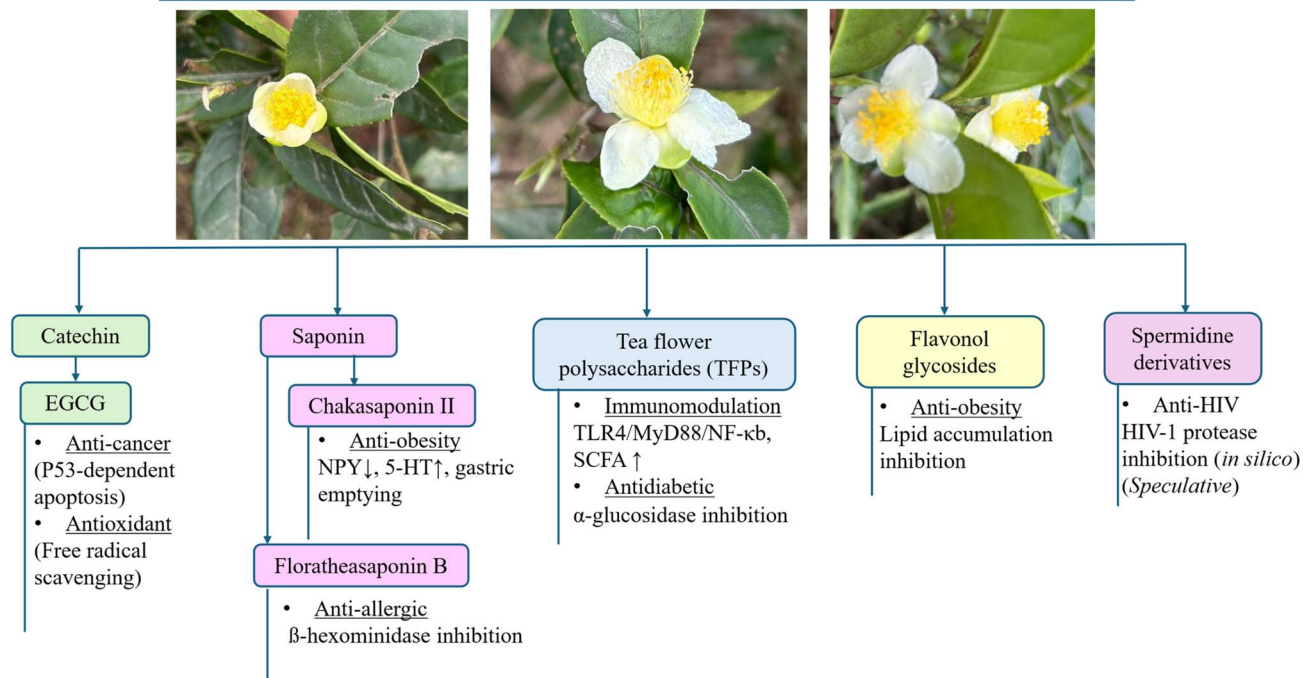 Catechin
EGCG
• Anti-cancer
(P53-dependent
apoptosis)
• Antioxidant
(Free radical
scavenging)
Saponin
Chakasaponin II
• Anti-obesity
NPY↓, 5-HT↑, gastric
emptying
Floratheasaponin B
• Anti-allergic
ß-hexominidase inhibition
Tea flower
polysaccharides (TFPs)
• Immunomodulation
TLR4/MyD88/NF-κb,
SCFA ↑
• Antidiabetic
α-glucosidase inhibition
Flavonol
glycosides
• Anti-obesity
Lipid accumulation
inhibition
Spermidine
derivatives
• Anti-HIV
HIV-1 protease
inhibition (in silico)
(Speculative)